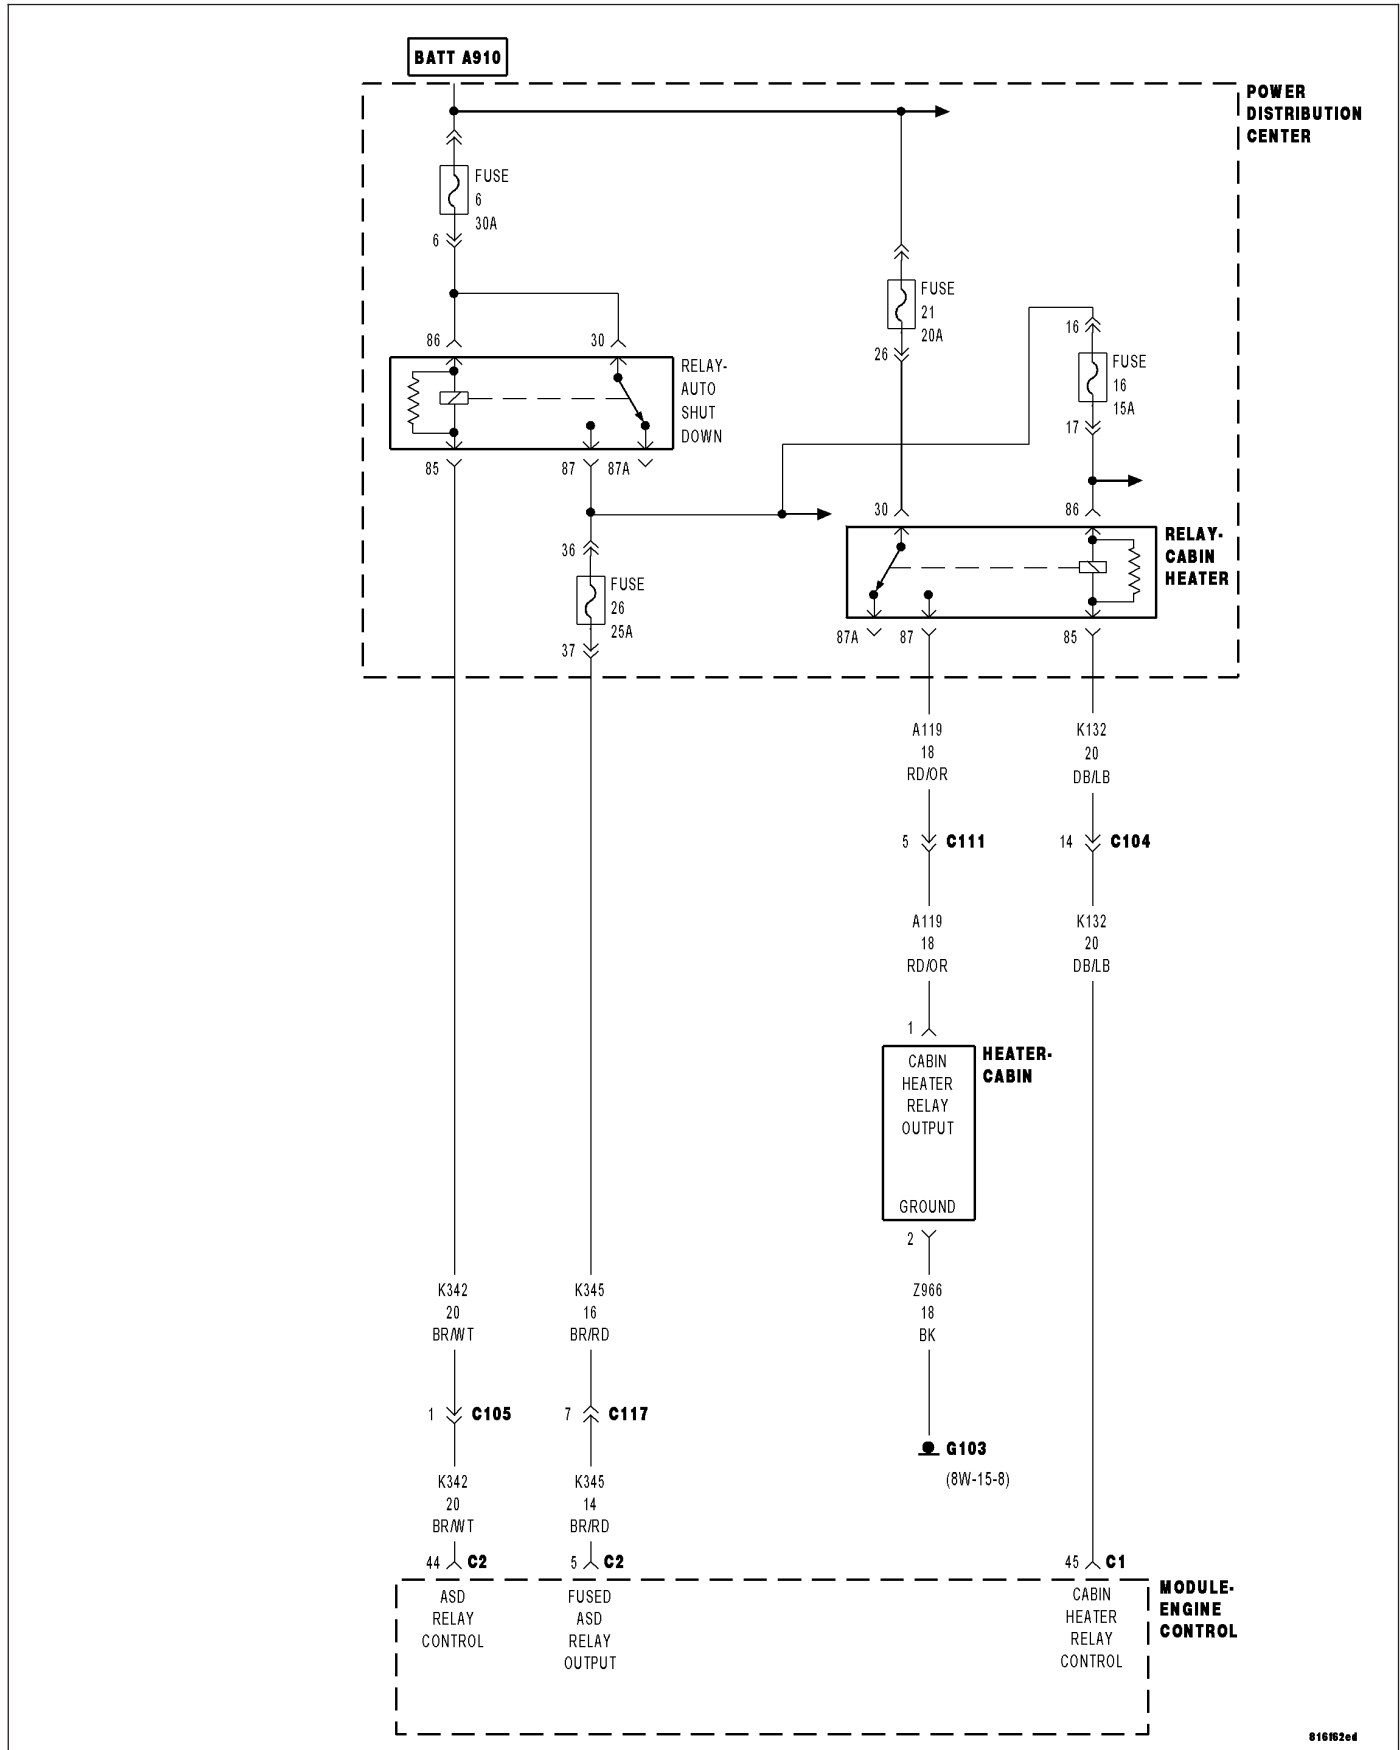 BATT A910
POWER
DISTRIBUTION
CENTER
FUSE
6
30A
6
FUSE
21
20A
26
16
FUSE
16
15A
17
86
30
RELAY-
AUTO
SHUT
DOWN
85
87
87A
30
86
RELAY-
CABIN
HEATER
36
FUSE
26
25A
37
87A
87
85
A119
18
RD/OR
K132
20
DB/LB
5
C111
14
C104
A119
18
RD/OR
K132
20
DB/LB
1
HEATER-
CABIN
CABIN
HEATER
RELAY
OUTPUT
GROUND
2
K342
20
BR/WT
K345
16
BR/RD
Z966
18
BK
1
C105
7
C117
G103
(8W-15-8)
K342
20
BR/WT
K345
14
BR/RD
44
C2
5
C2
45
C1
ASD
RELAY
CONTROL
FUSED
ASD
RELAY
OUTPUT
CABIN
HEATER
RELAY
CONTROL
MODULE-
ENGINE
CONTROL
816f62ed